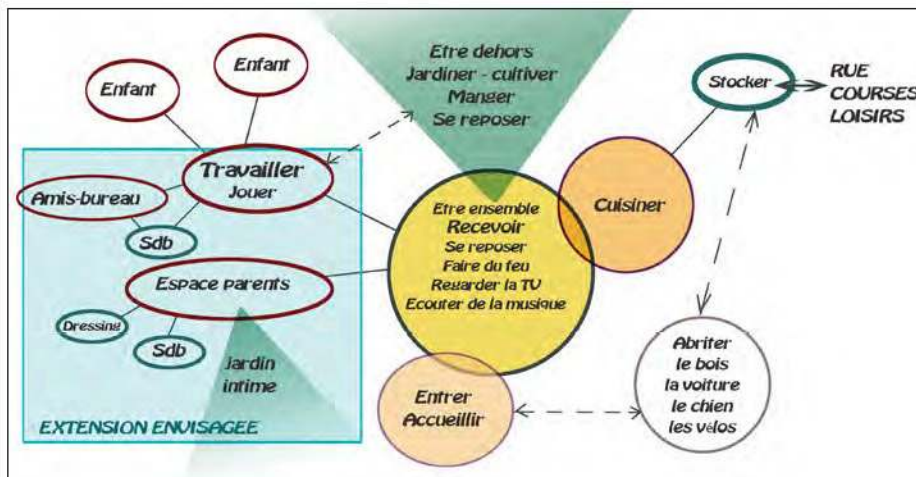 Enfant
Enfant
Etre dehors
Jardiner - cultiver
Manger
Se reposer
Stocker
RUE
COURSES
LOISIRS
Travailler
Jouer
Amis-bureau
Sdb
Etre ensemble
Recevoir
Se reposer
Faire du feu
Regarder la TV
Ecouter de la musique
Cuisiner
Espace parents
Dressing
Sdb
Jardin
intime
Entrer
Accueillir
Abriter
le bois
la voiture
le chien
les vélos
EXTENSION ENVISAGEE